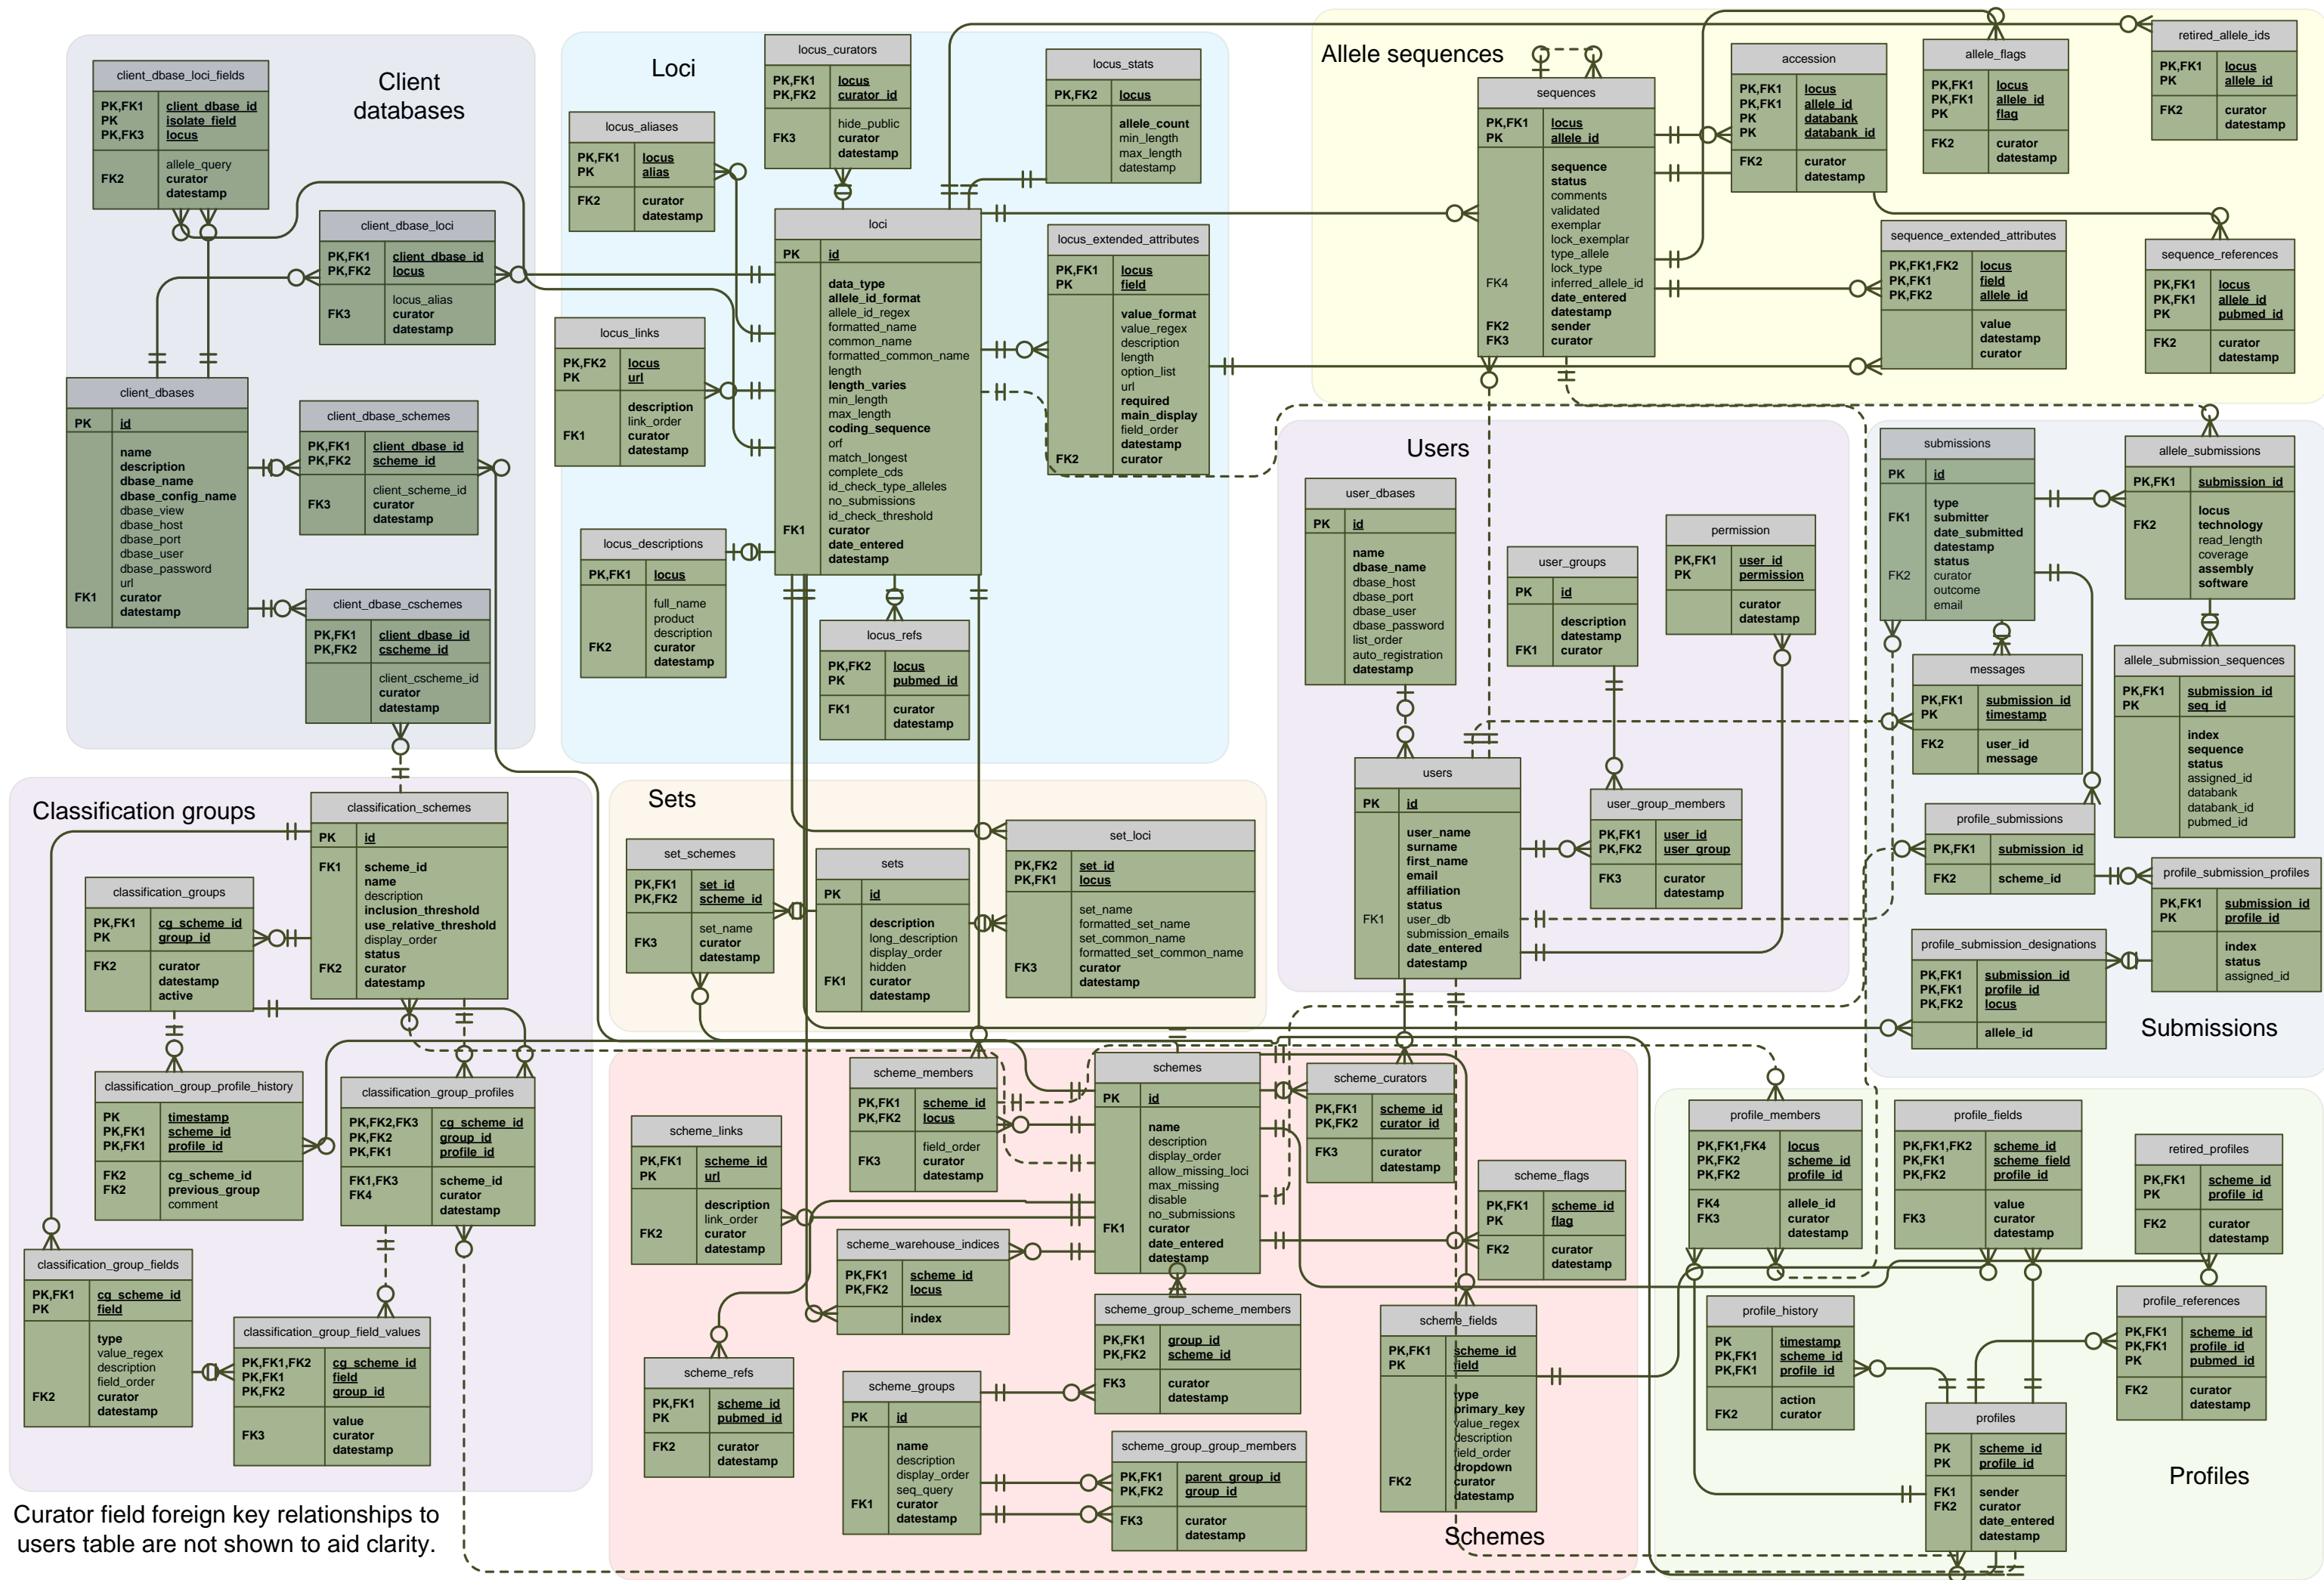 Client
databases
client_dbase_loci_fields
PK,FK1 client_dbase_id
PK isolate_field
PK,FK3 locus
allele_query
FK2 curator
datestamp
client_dbase_loci
PK,FK1 client_dbase_id
PK,FK2 locus
locus_alias
FK3 curator
datestamp
client_dbases
PK id
name
description
dbase_name
dbase_config_name
dbase_view
dbase_host
dbase_port
dbase_user
dbase_password
url
FK1 curator
datestamp
client_dbase_schemes
PK,FK1 client_dbase_id
PK,FK2 scheme_id
client_scheme_id
FK3 curator
datestamp
client_dbase_cschemes
PK,FK1 client_dbase_id
PK,FK2 cscheme_id
client_cscheme_id
curator
datestamp
Loci
locus_curators
PK,FK1 locus
PK,FK2 curator_id
hide_public
FK3 curator
datestamp
locus_stats
PK,FK2 locus
allele_count
min_length
max_length
datestamp
locus_aliases
PK,FK1 locus
PK alias
FK2 curator
datestamp
loci
PK id
data_type
allele_id_format
allele_id_regex
formatted_name
common_name
formatted_common_name
length
length_varies
min_length
max_length
coding_sequence
orf
match_longest
complete_cds
id_check_type_alleles
no_submissions
id_check_threshold
FK1 curator
date_entered
datestamp
locus_extended_attributes
PK,FK1 locus
PK field
value_format
value_regex
description
length
option_list
url
required
main_display
field_order
datestamp
FK2 curator
locus_links
PK,FK2 locus
PK url
description
link_order
FK1 curator
datestamp
locus_descriptions
PK,FK1 locus
full_name
product
description
FK2 curator
datestamp
locus_refs
PK,FK2 locus
PK pubmed_id
FK1 curator
datestamp
Allele sequences
sequences
PK,FK1 locus
PK allele_id
sequence
status
comments
validated
exemplar
lock_exemplar
type_allele
lock_type
FK4 inferred_allele_id
date_entered
datestamp
FK2 sender
FK3 curator
accession
PK,FK1 locus
PK,FK1 allele_id
PK databank
PK databank_id
FK2 curator
datestamp
allele_flags
PK,FK1 locus
PK,FK1 allele_id
PK flag
FK2 curator
datestamp
retired_allele_ids
PK,FK1 locus
PK allele_id
FK2 curator
datestamp
sequence_extended_attributes
PK,FK1,FK2 locus
PK,FK1 field
PK,FK2 allele_id
value
datestamp
curator
sequence_references
PK,FK1 locus
PK,FK1 allele_id
PK pubmed_id
FK2 curator
datestamp
Users
user_dbases
PK id
name
dbase_name
dbase_host
dbase_port
dbase_user
dbase_password
list_order
auto_registration
datestamp
user_groups
PK id
description
datestamp
FK1 curator
permission
PK,FK1 user_id
PK permission
curator
datestamp
users
PK id
user_name
surname
first_name
email
affiliation
status
FK1 user_db
submission_emails
date_entered
datestamp
user_group_members
PK,FK1 user_id
PK,FK2 user_group
FK3 curator
datestamp
submissions
PK id
type
FK1 submitter
date_submitted
datestamp
status
FK2 curator
outcome
email
allele_submissions
PK,FK1 submission_id
FK2 locus
technology
read_length
coverage
assembly
software
messages
PK,FK1 submission_id
PK timestamp
FK2 user_id
message
allele_submission_sequences
PK,FK1 submission_id
PK seq_id
index
sequence
status
assigned_id
databank
databank_id
pubmed_id
profile_submissions
PK,FK1 submission_id
FK2 scheme_id
profile_submission_profiles
PK,FK1 submission_id
PK profile_id
index
status
assigned_id
profile_submission_designations
PK,FK1 submission_id
PK,FK1 profile_id
PK,FK2 locus
allele_id
Submissions
Classification groups
classification_schemes
PK id
FK1 scheme_id
name
description
inclusion_threshold
use_relative_threshold
display_order
status
FK2 curator
datestamp
classification_groups
PK,FK1 cg_scheme_id
PK group_id
FK2 curator
datestamp
active
classification_group_profile_history
PK timestamp
PK,FK1 scheme_id
PK,FK1 profile_id
FK2 cg_scheme_id
FK2 previous_group
comment
classification_group_profiles
PK,FK2,FK3 cg_scheme_id
PK,FK2 group_id
PK,FK1 profile_id
FK1,FK3 scheme_id
FK4 curator
datestamp
classification_group_fields
PK,FK1 cg_scheme_id
PK field
type
value_regex
description
field_order
FK2 curator
datestamp
classification_group_field_values
PK,FK1,FK2 cg_scheme_id
PK,FK1 field
PK,FK2 group_id
value
FK3 curator
datestamp
Curator field foreign key relationships to
users table are not shown to aid clarity.
Sets
set_schemes
PK,FK1 set_id
PK,FK2 scheme_id
set_name
FK3 curator
datestamp
sets
PK id
description
long_description
display_order
hidden
FK1 curator
datestamp
set_loci
PK,FK2 set_id
PK,FK1 locus
set_name
formatted_set_name
set_common_name
formatted_set_common_name
FK3 curator
datestamp
scheme_members
PK,FK1 scheme_id
PK,FK2 locus
field_order
FK3 curator
datestamp
schemes
PK id
name
description
display_order
allow_missing_loci
max_missing
disable
no_submissions
FK1 curator
date_entered
datestamp
scheme_curators
PK,FK1 scheme_id
PK,FK2 curator_id
FK3 curator
datestamp
scheme_links
PK,FK1 scheme_id
PK url
description
link_order
FK2 curator
datestamp
scheme_flags
PK,FK1 scheme_id
PK flag
FK2 curator
datestamp
scheme_warehouse_indices
PK,FK1 scheme_id
PK,FK2 locus
index
scheme_group_scheme_members
PK,FK1 group_id
PK,FK2 scheme_id
FK3 curator
datestamp
scheme_fields
PK,FK1 scheme_id
PK field
type
primary_key
value_regex
description
field_order
dropdown
FK2 curator
datestamp
scheme_refs
PK,FK1 scheme_id
PK pubmed_id
FK2 curator
datestamp
scheme_groups
PK id
name
description
display_order
seq_query
FK1 curator
datestamp
scheme_group_group_members
PK,FK1 parent_group_id
PK,FK2 group_id
FK3 curator
datestamp
Schemes
profile_members
PK,FK1,FK4 locus
PK,FK2 scheme_id
PK,FK2 profile_id
FK4 allele_id
FK3 curator
datestamp
profile_fields
PK,FK1,FK2 scheme_id
PK,FK1 scheme_field
PK,FK2 profile_id
value
FK3 curator
datestamp
retired_profiles
PK,FK1 scheme_id
PK profile_id
FK2 curator
datestamp
profile_history
PK timestamp
PK,FK1 scheme_id
PK,FK1 profile_id
action
FK2 curator
profile_references
PK,FK1 scheme_id
PK,FK1 profile_id
PK pubmed_id
FK2 curator
datestamp
profiles
PK scheme_id
PK profile_id
FK1 sender
FK2 curator
date_entered
datestamp
Profiles